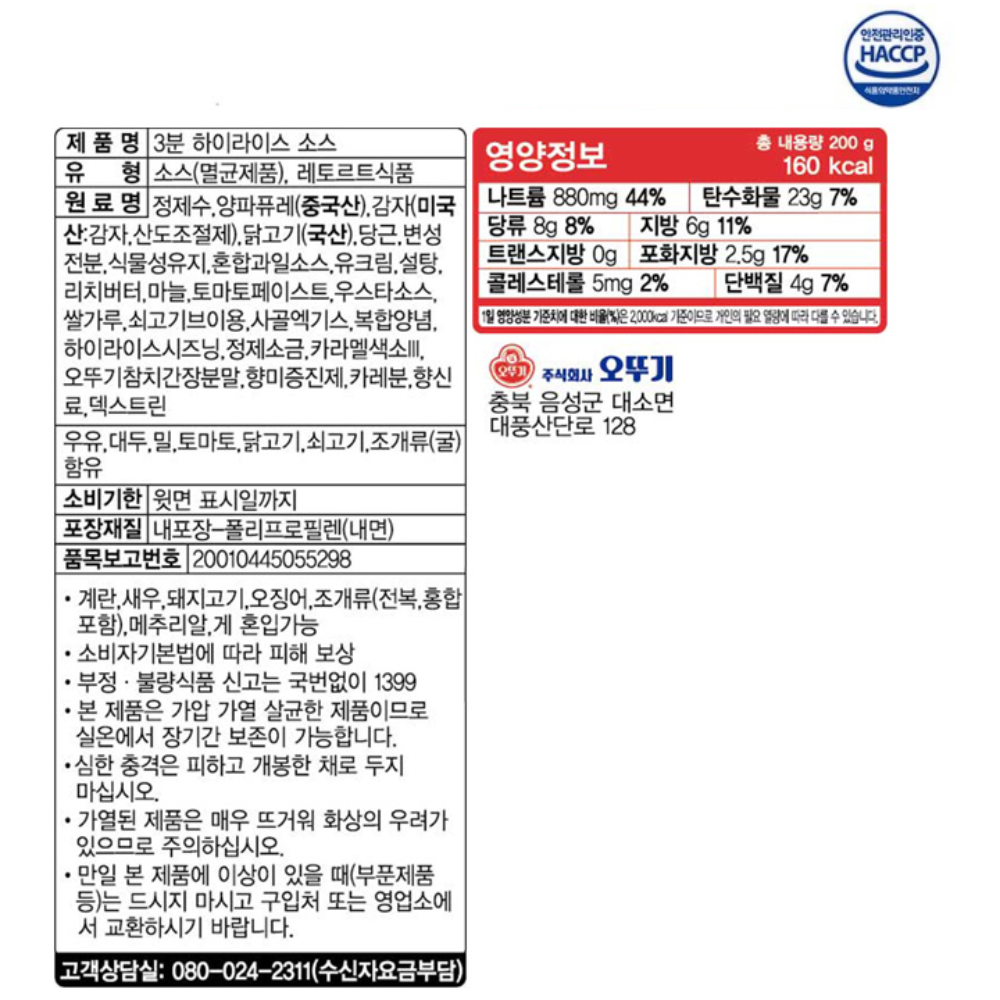 안전관리인증
HACCP
식품의약품안전처
제 품 명 3분 하이라이스 소스
유 형 소스(멸균제품), 레토르트식품
원 료 명 정제수,양파퓨레(중국산),감자(미국
산:감자,산도조절제),닭고기(국산),당근,변성
전분,식물성유지,혼합과일소스,유크림,설탕,
리치버터,마늘,토마토페이스트,우스타소스,
쌀가루,쇠고기브이용,사골엑기스,복합양념,
하이라이스시즈닝,정제소금,카라멜색소III,
오뚜기참치간장분말,향미증진제,카레분,향신
료,덱스트린
우유,대두,밀,토마토,닭고기,쇠고기,조개류(굴)
함유
소비기한 윗면 표시일까지
포장재질 내포장-폴리프로필렌(내면)
품목보고번호 20010445055298
• 계란,새우,돼지고기,오징어,조개류(전복,홍합
포함),메추리알,게 혼입가능
• 소비자기본법에 따라 피해 보상
• 부정 · 불량식품 신고는 국번없이 1399
• 본 제품은 가압 가열 살균한 제품이므로
실온에서 장기간 보존이 가능합니다.
• 심한 충격은 피하고 개봉한 채로 두지
마십시오.
• 가열된 제품은 매우 뜨거워 화상의 우려가
있으므로 주의하십시오.
• 만일 본 제품에 이상이 있을 때(부푼제품
등)는 드시지 마시고 구입처 또는 영업소에
서 교환하시기 바랍니다.
고객상담실: 080-024-2311(수신자요금부담)
영양정보
총 내용량 200 g
160 kcal
나트륨 880mg 44% 탄수화물 23g 7%
당류 8g 8% 지방 6g 11%
트랜스지방 0g 포화지방 2.5g 17%
콜레스테롤 5mg 2% 단백질 4g 7%
1일 영양성분 기준치에 대한 비율(%)은 2,000kcal 기준이므로 개인의 필요 열량에 따라 다를 수 있습니다.
오뚜기 주식회사 오뚜기
충북 음성군 대소면
대풍산단로 128